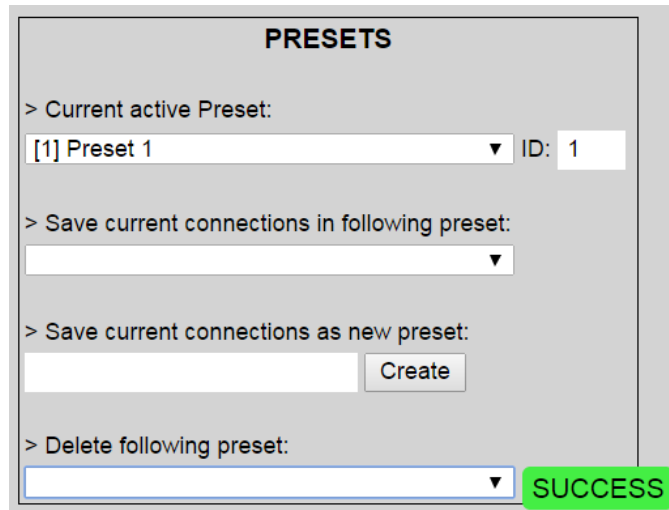 PRESETS
> Current active Preset:
[1] Preset 1 ▼ ID: 1
> Save current connections in following preset:
▼
> Save current connections as new preset:
Create
> Delete following preset:
▼ SUCCESS